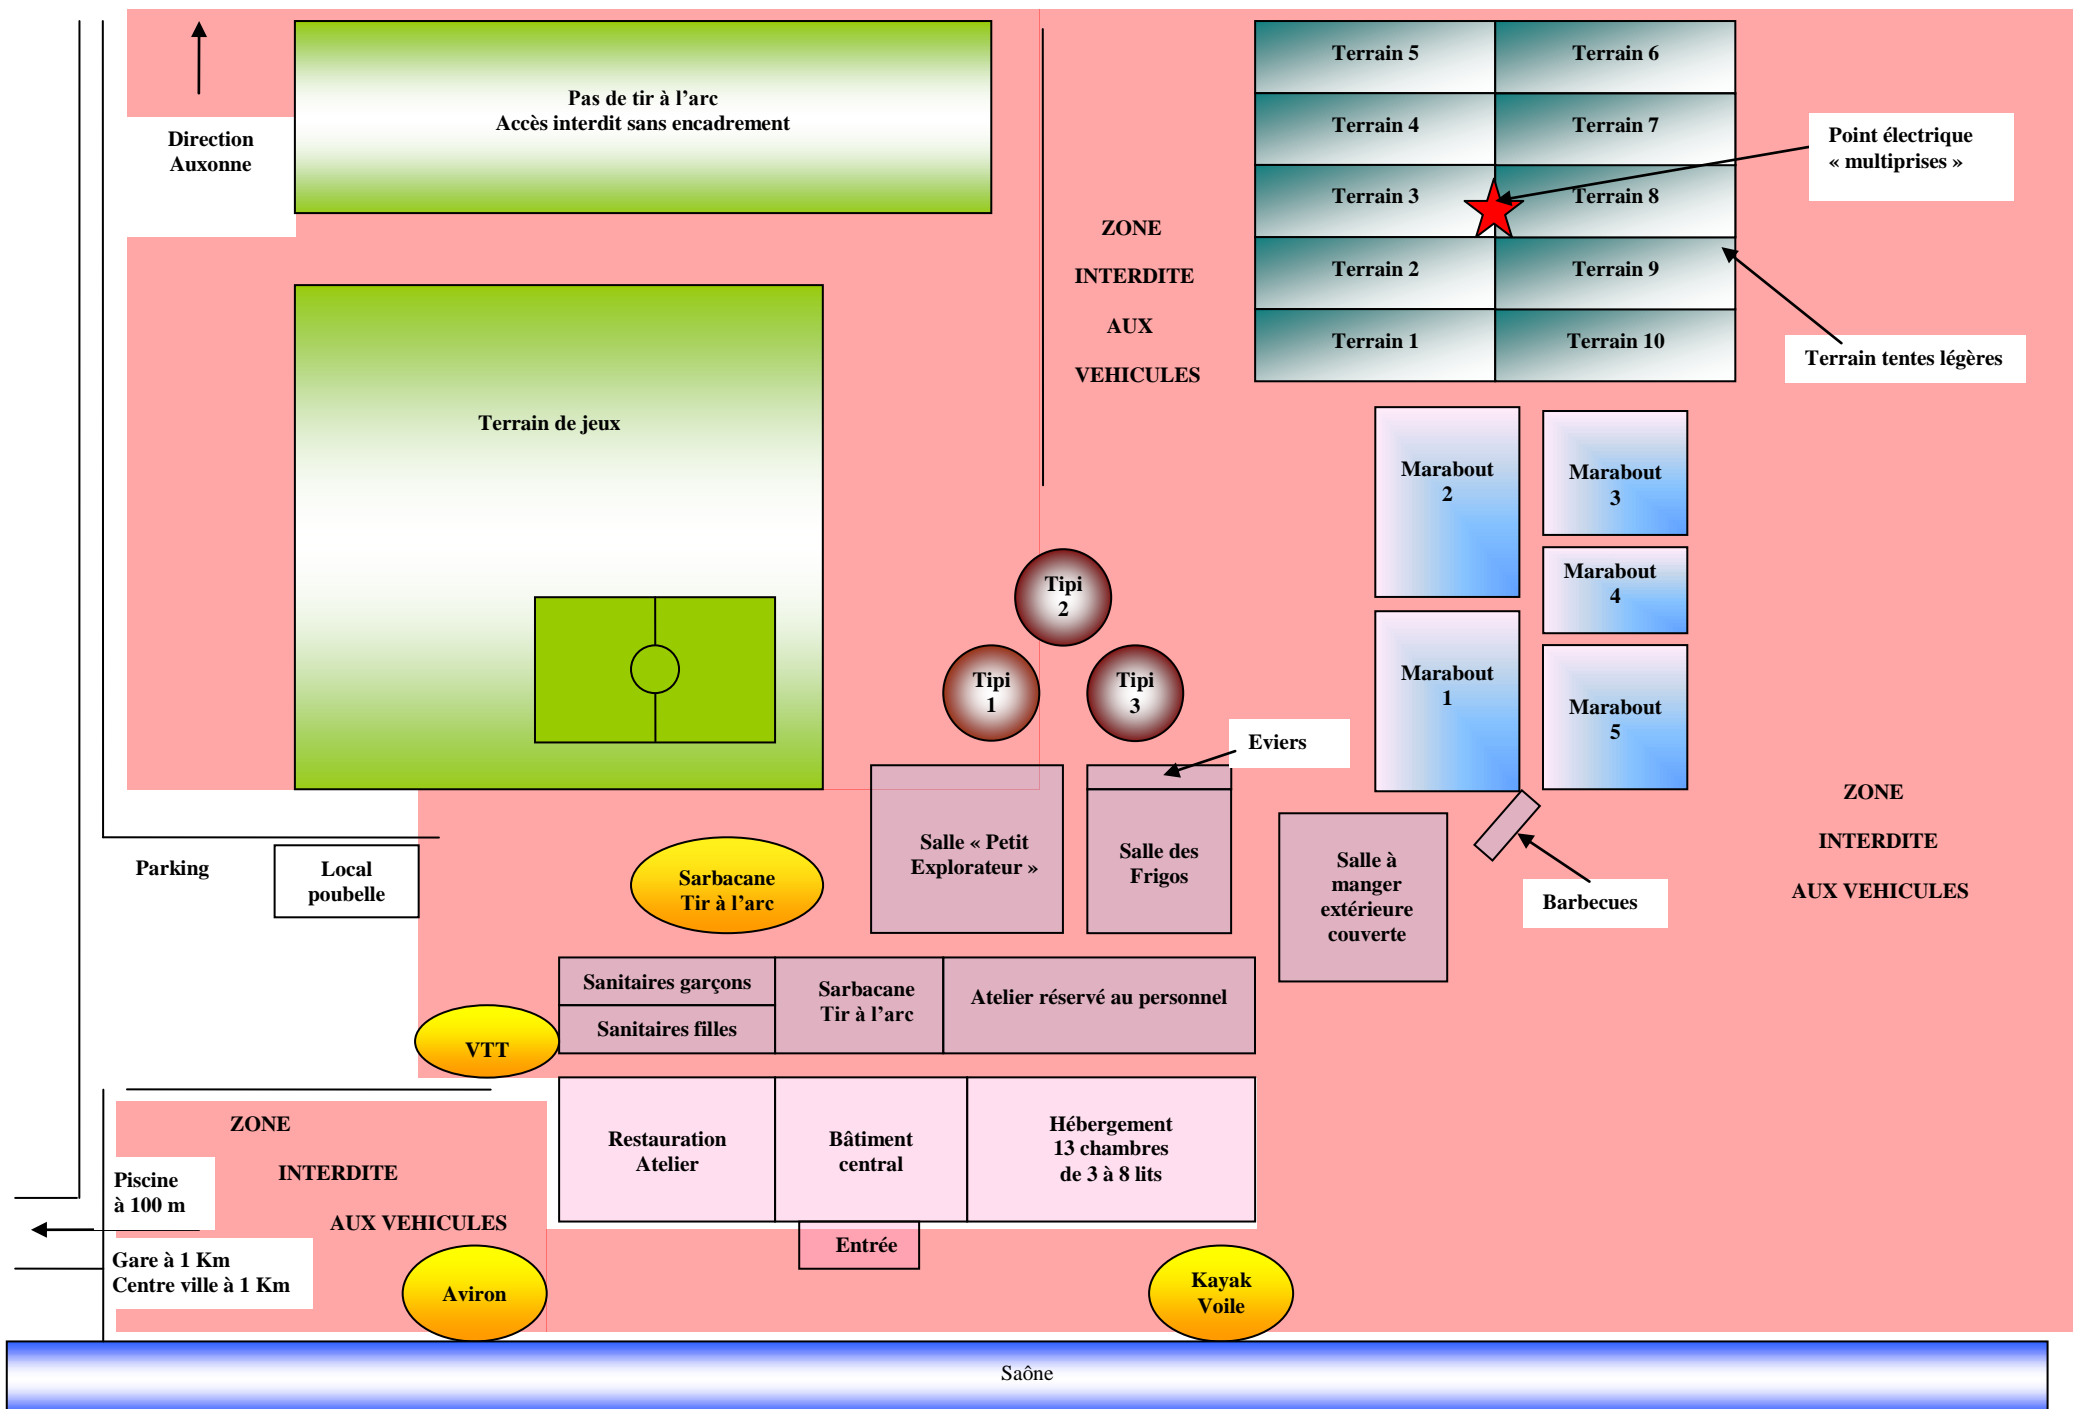 Direction
Auxonne
Pas de tir à l’arc
Accès interdit sans encadrement
ZONE
INTERDITE
AUX
VEHICULES
Terrain 5
Terrain 6
Terrain 4
Terrain 7
Terrain 3
Terrain 8
Terrain 2
Terrain 9
Terrain 1
Terrain 10
Point électrique
« multiprises »
Terrain tentes légères
Terrain de jeux
Marabout
2
Marabout
3
Marabout
4
Marabout
1
Marabout
5
Tipi
2
Tipi
1
Tipi
3
Eviers
Parking
Local
poubelle
Sarbacane
Tir à l’arc
Salle « Petit
Explorateur »
Salle des
Frigos
Salle à
manger
extérieure
couverte
Barbecues
ZONE
INTERDITE
AUX VEHICULES
Sanitaires garçons
Sanitaires filles
Sarbacane
Tir à l’arc
Atelier réservé au personnel
VTT
ZONE
INTERDITE
AUX VEHICULES
Restauration
Atelier
Bâtiment
central
Hébergement
13 chambres
de 3 à 8 lits
Piscine
à 100 m
Gare à 1 Km
Centre ville à 1 Km
Entrée
Aviron
Kayak
Voile
Saône